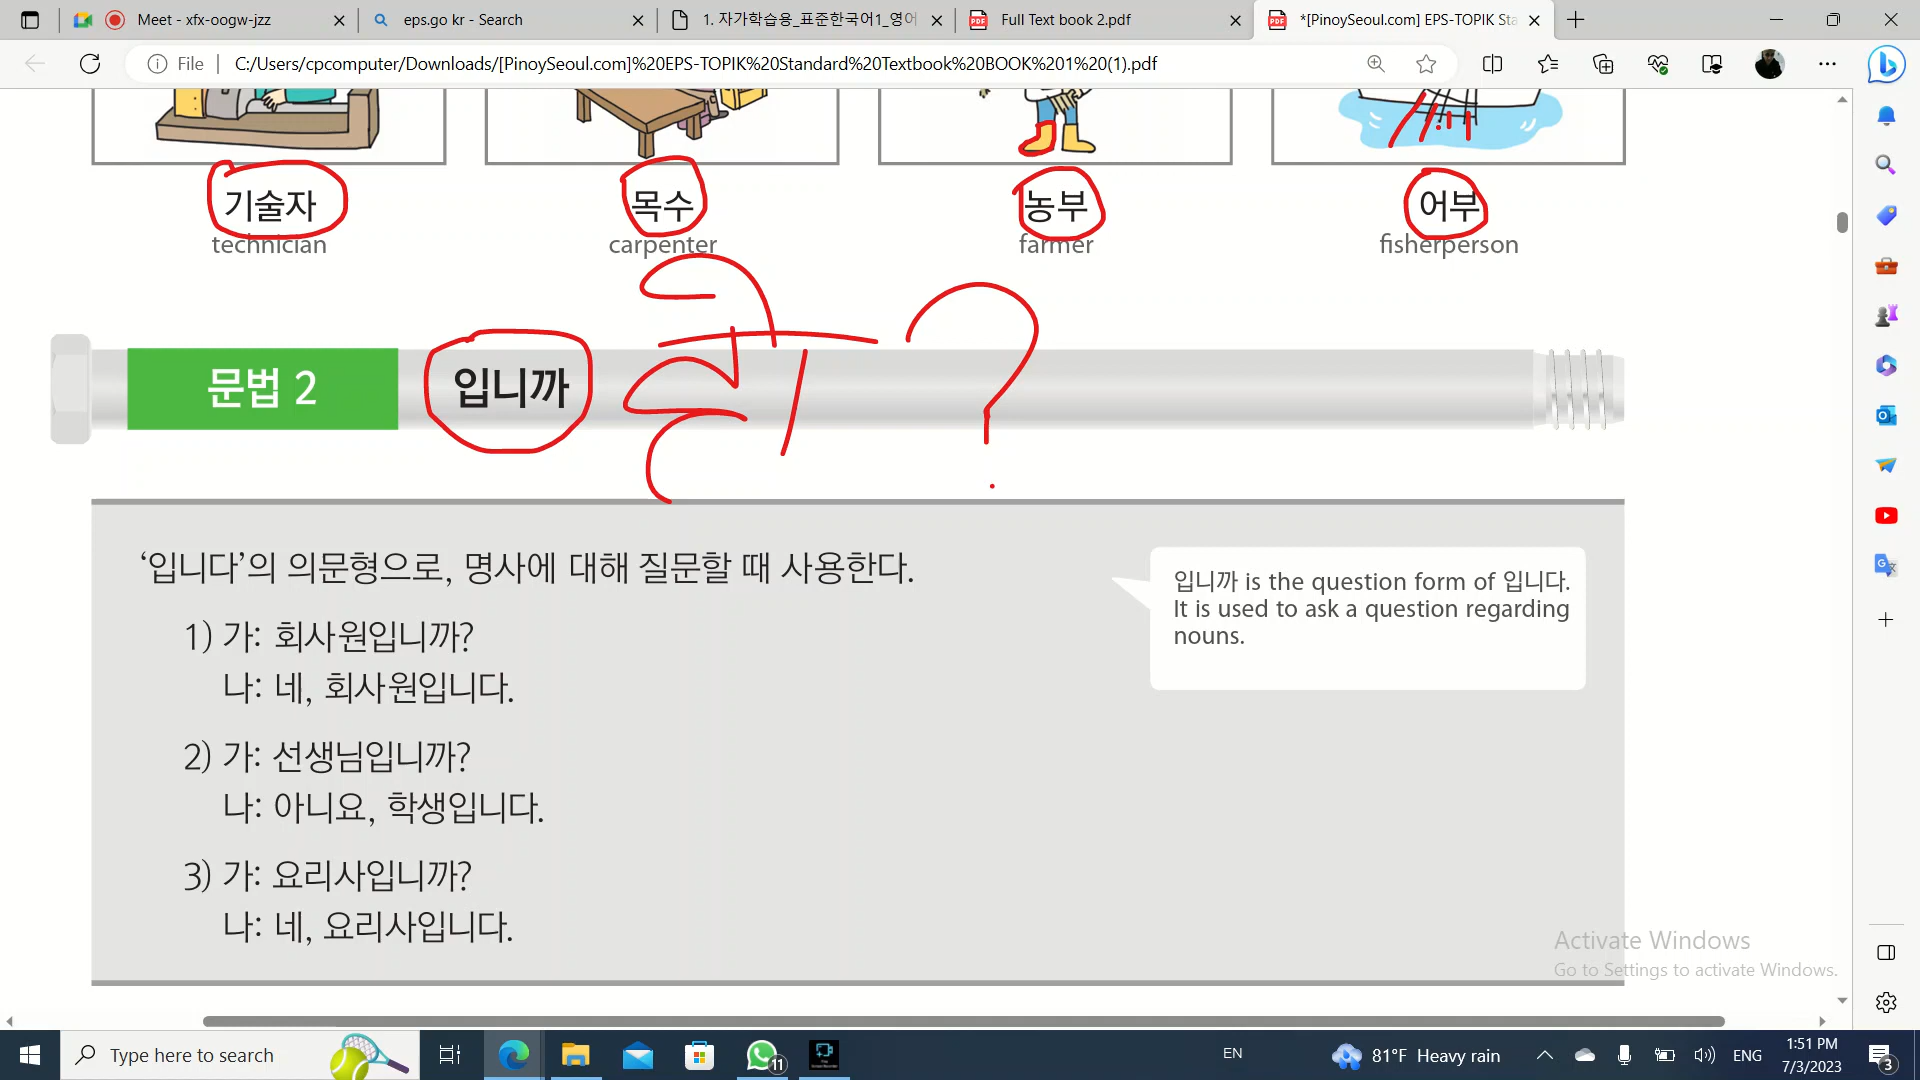 Meet - xfx-oogw-jzz
eps.go kr - Search
1. 자가학습용_표준한국어1_영어
Full Text book 2.pdf
*[PinoySeoul.com] EPS-TOPIK Sta
File
C:/Users/cpcomputer/Downloads/[PinoySeoul.com]%20EPS-TOPIK%20Standard%20Textbook%20BOOK%201%20(1).pdf
기술자 목수 농부 어부
technician carpenter farmer fisherperson
문법 2 입니까 ?
‘입니다’의 의문형으로, 명사에 대해 질문할 때 사용한다.
입니까 is the question form of 입니다.
It is used to ask a question regarding
nouns.
1) 가: 회사원입니까?
나: 네, 회사원입니다.
2) 가: 선생님입니까?
나: 아니요, 학생입니다.
3) 가: 요리사입니까?
나: 네, 요리사입니다.
Activate Windows
Go to Settings to activate Windows.
Type here to search
11
EN
81°F Heavy rain
ENG
1:51 PM
7/3/2023
3